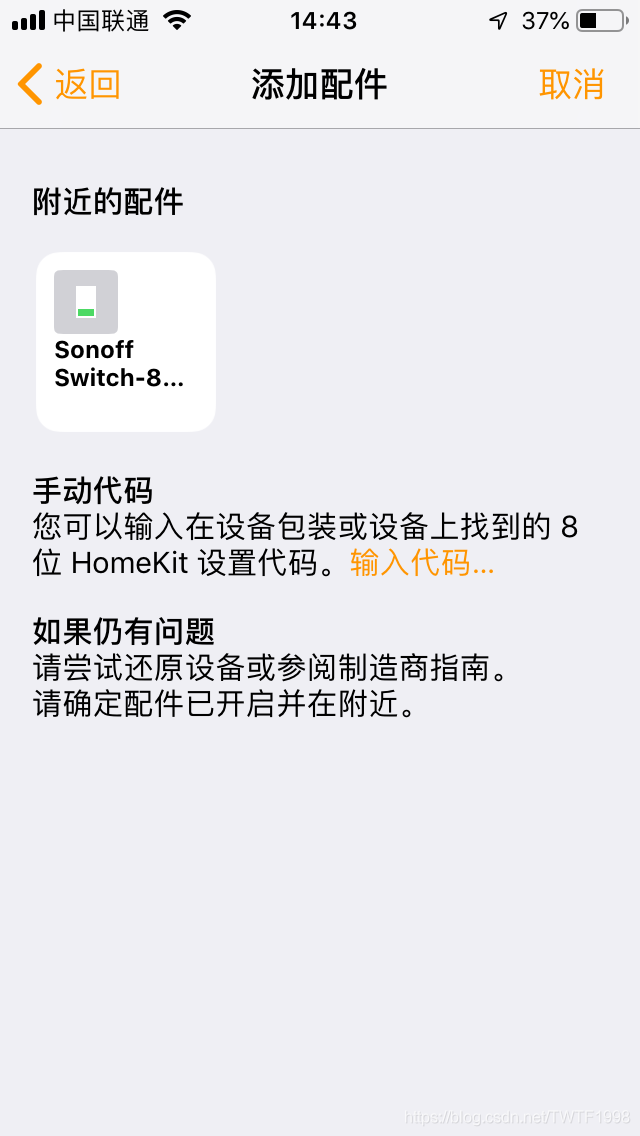 中国联通 14:43 37%
返回 添加配件 取消
附近的配件
Sonoff
Switch-8...
手动代码
您可以输入在设备包装或设备上找到的 8
位 HomeKit 设置代码。输入代码...
如果仍有问题
请尝试还原设备或参阅制造商指南。
请确定配件已开启并在附近。
https://blog.csdn.net/TWTF1998